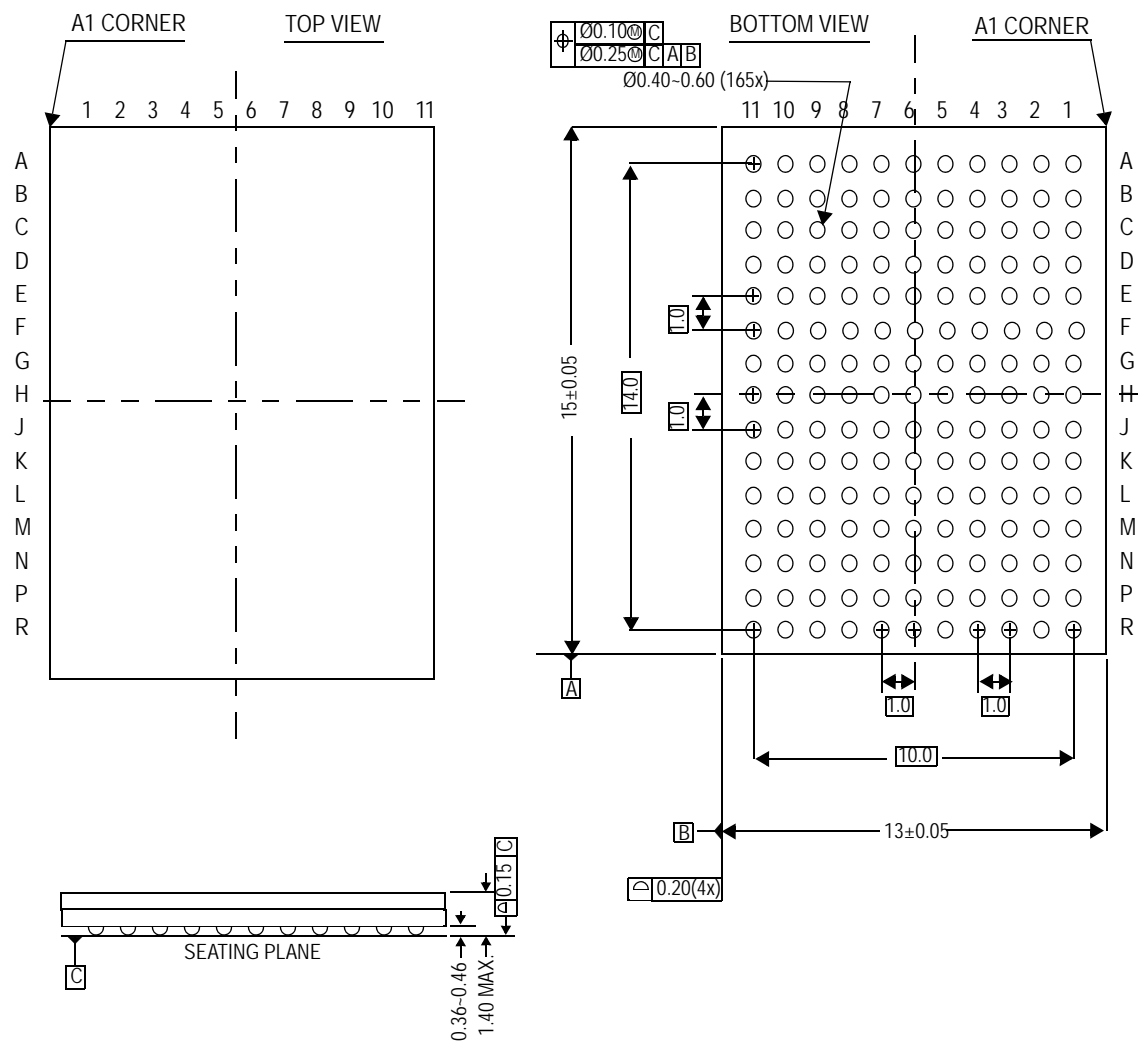 A1 CORNER
TOP VIEW
1 2 3 4 5 6 7 8 9 10 11
A
B
C
D
E
F
G
H
J
K
L
M
N
P
R
Ø0.10Ⓜ C
Ø0.25Ⓜ C A B
BOTTOM VIEW
A1 CORNER
Ø0.40~0.60 (165x)
11 10 9 8 7 6 5 4 3 2 1
A
B
C
D
E
F
G
H
J
K
L
M
N
P
R
15±0.05
14.0
1.0
1.0
A
1.0
1.0
10.0
B
13±0.05
0.20(4x)
0.15 C
SEATING PLANE
C
0.36~0.46
1.40 MAX.